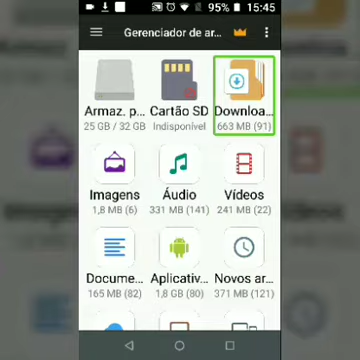 95% 15:45
Gerenciador de ar...
Armaz. p... Cartão SD Downloa...
25 GB / 32 GB Indisponível 663 MB (91)
Imagens Áudio Vídeos
1,8 MB (6) 331 MB (141) 241 MB (22)
Docume... Aplicativ... Novos ar...
165 MB (82) 1,8 GB (80) 371 MB (121)